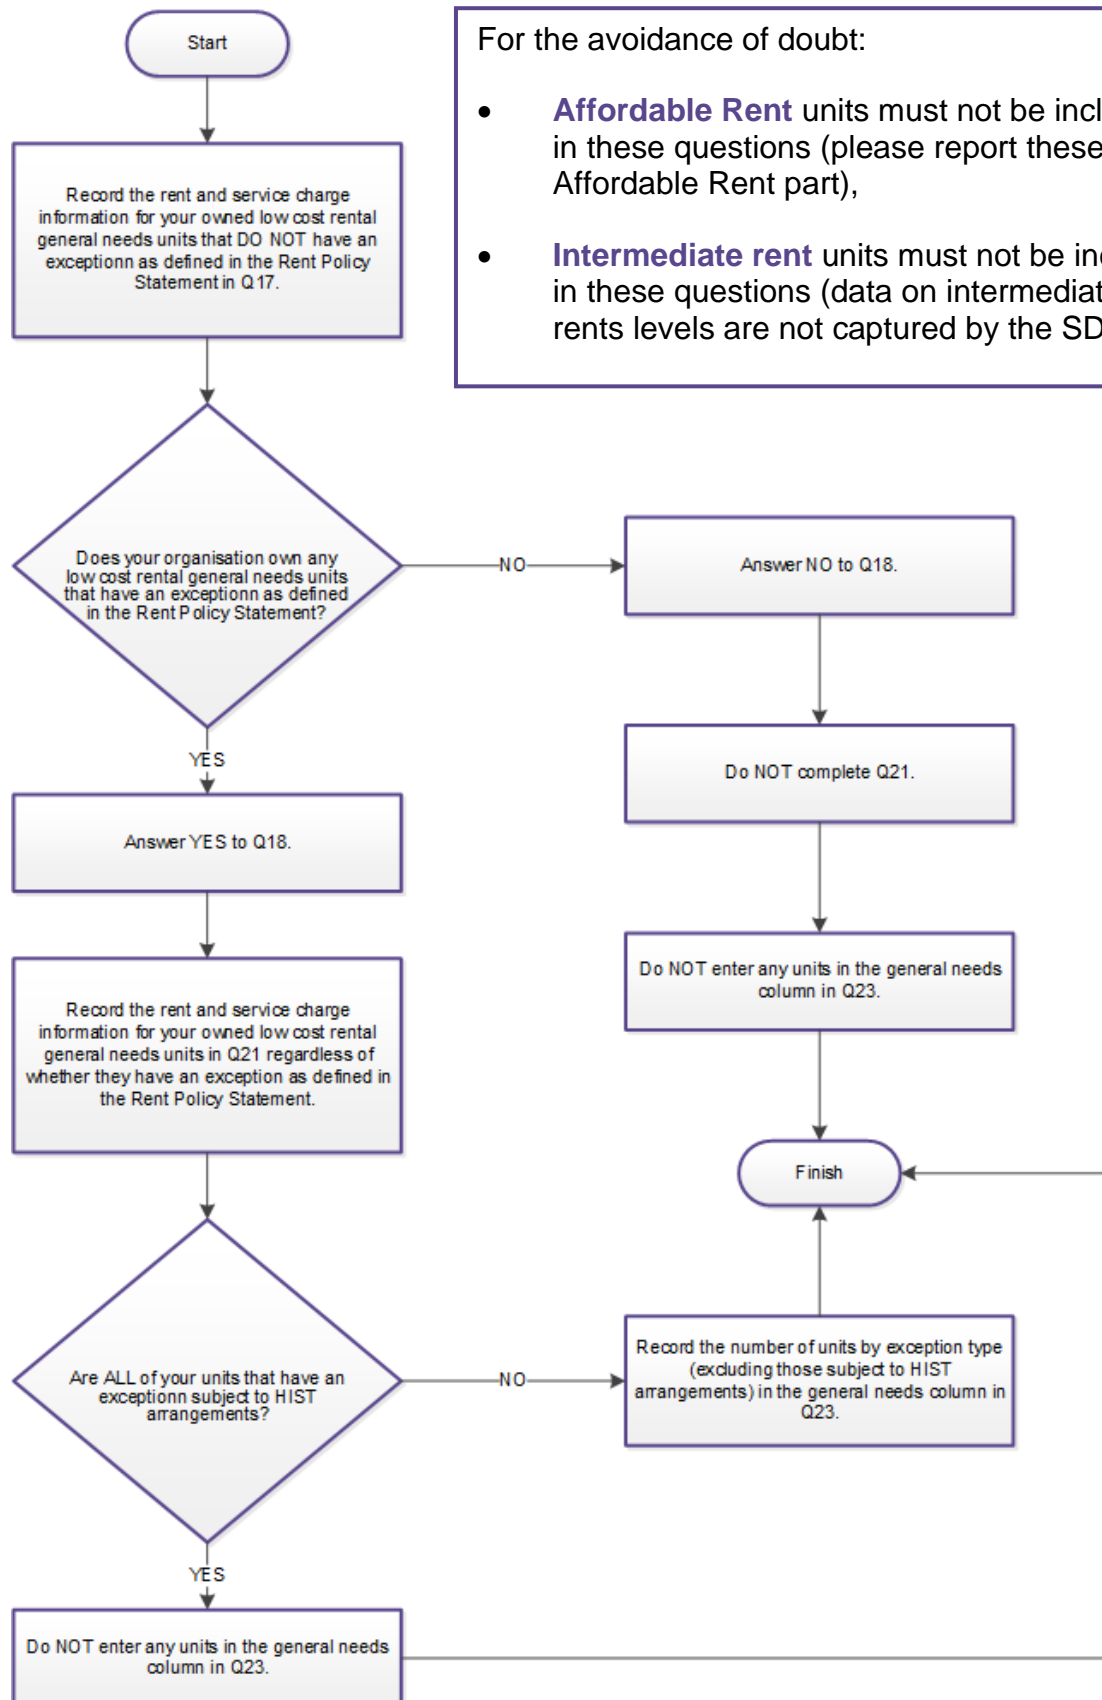 Start
For the avoidance of doubt:
• Affordable Rent units must not be incl
in these questions (please report these
Affordable Rent part),
• Intermediate rent units must not be in
in these questions (data on intermediat
rents levels are not captured by the SD
Record the rent and service charge
information for your owned low cost rental
general needs units that DO NOT have an
exceptionn as defined in the Rent Policy
Statement in Q17.
Does your organisation own any
low cost rental general needs units
that have an exceptionn as defined
in the Rent Policy Statement?
NO
Answer NO to Q18.
Do NOT complete Q21.
YES
Answer YES to Q18.
Do NOT enter any units in the general needs
column in Q23.
Record the rent and service charge
information for your owned low cost rental
general needs units in Q21 regardless of
whether they have an exception as defined in
the Rent Policy Statement.
Finish
Are ALL of your units that have an
exceptionn subject to HIST
arrangements?
NO
Record the number of units by exception type
(excluding those subject to HIST
arrangements) in the general needs column in
Q23.
YES
Do NOT enter any units in the general needs
column in Q23.